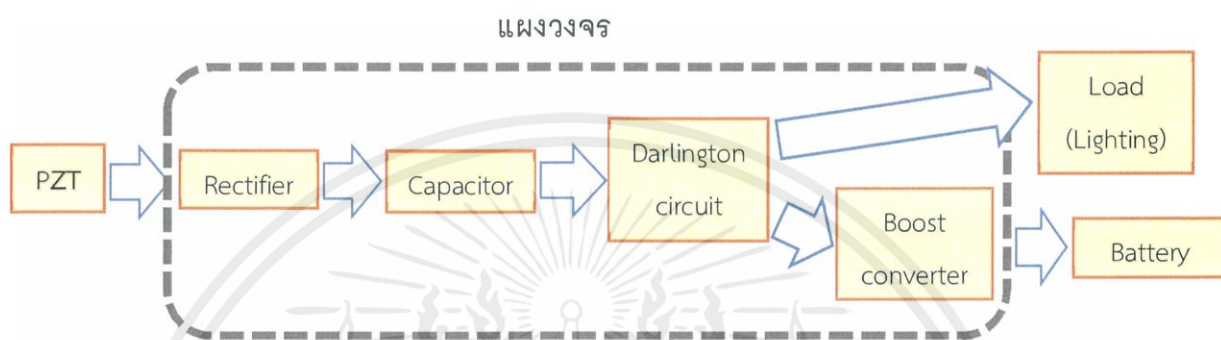 แผงวงจร
PZT
Rectifier
Capacitor
Darlington
circuit
Boost
converter
Load
(Lighting)
Battery